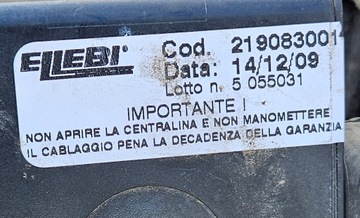 ELLEBI
Cod. 219083001
Data: 14/12/09
Lotto n. 5 055031
IMPORTANTE !
NON APRIRE LA CENTRALINA E NON MANOMETTERE
IL CABLAGGIO PENA LA DECADENZA DELLA GARANZIA